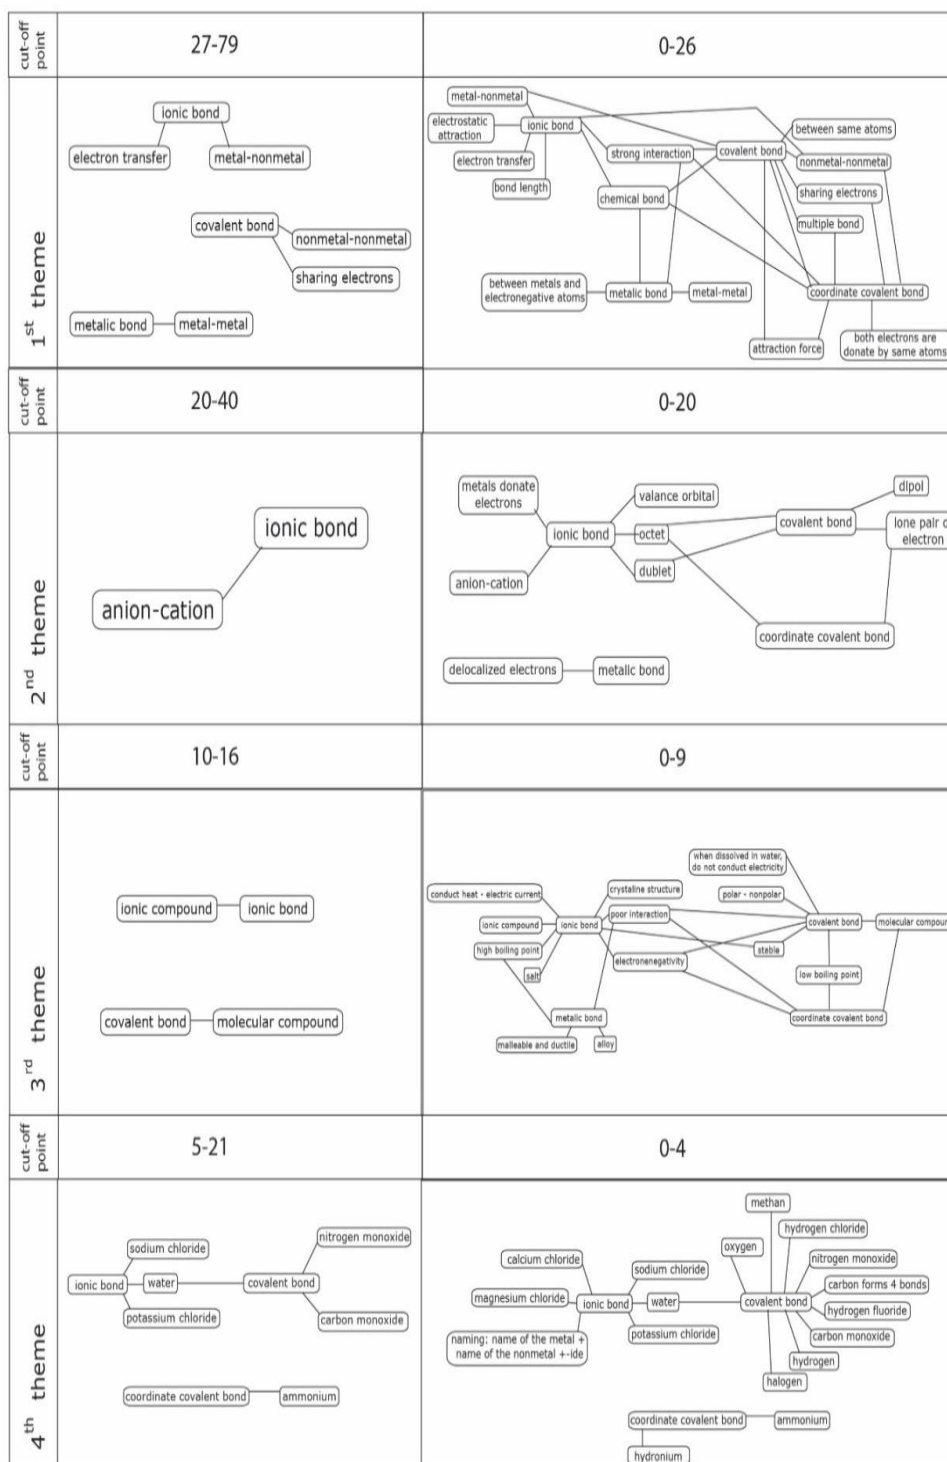 cut-off
point
27-79
0-26
1st theme
ionic bond
electron transfer
metal-nonmetal
covalent bond
nonmetal-nonmetal
sharing electrons
metalic bond
metal-metal
metal-nonmetal
electrostatic
attraction
ionic bond
electron transfer
bond length
strong interaction
chemical bond
covalent bond
between same atoms
nonmetal-nonmetal
sharing electrons
multiple bond
between metals and
electronegative atoms
metalic bond
metal-metal
coordinate covalent bond
attraction force
both electrons are
donate by same atoms
cut-off
point
20-40
0-20
2nd theme
ionic bond
anion-cation
metals donate
electrons
ionic bond
anion-cation
valance orbital
octet
dublet
covalent bond
dipol
lone pair o
electron
coordinate covalent bond
delocalized electrons
metalic bond
cut-off
point
10-16
0-9
3rd theme
ionic compound
ionic bond
covalent bond
molecular compound
when dissolved in water,
do not conduct electricity
conduct heat - electric current
crystaline structure
polar - nonpolar
ionic compound
ionic bond
poor interaction
covalent bond
molecular compoun
high boiling point
stable
electronenegativity
salt
low boiling point
metallic bond
coordinate covalent bond
malleable and ductile
alloy
cut-off
point
5-21
0-4
4th theme
sodium chloride
nitrogen monoxide
ionic bond
water
covalent bond
potassium chloride
carbon monoxide
coordinate covalent bond
ammonium
methan
hydrogen chloride
oxygen
calcium chloride
nitrogen monoxide
sodium chloride
carbon forms 4 bonds
magnesium chloride
ionic bond
water
covalent bond
hydrogen fluoride
naming: name of the metal +
name of the nonmetal +-ide
potassium chloride
carbon monoxide
hydrogen
halogen
coordinate covalent bond
ammonium
hydronium